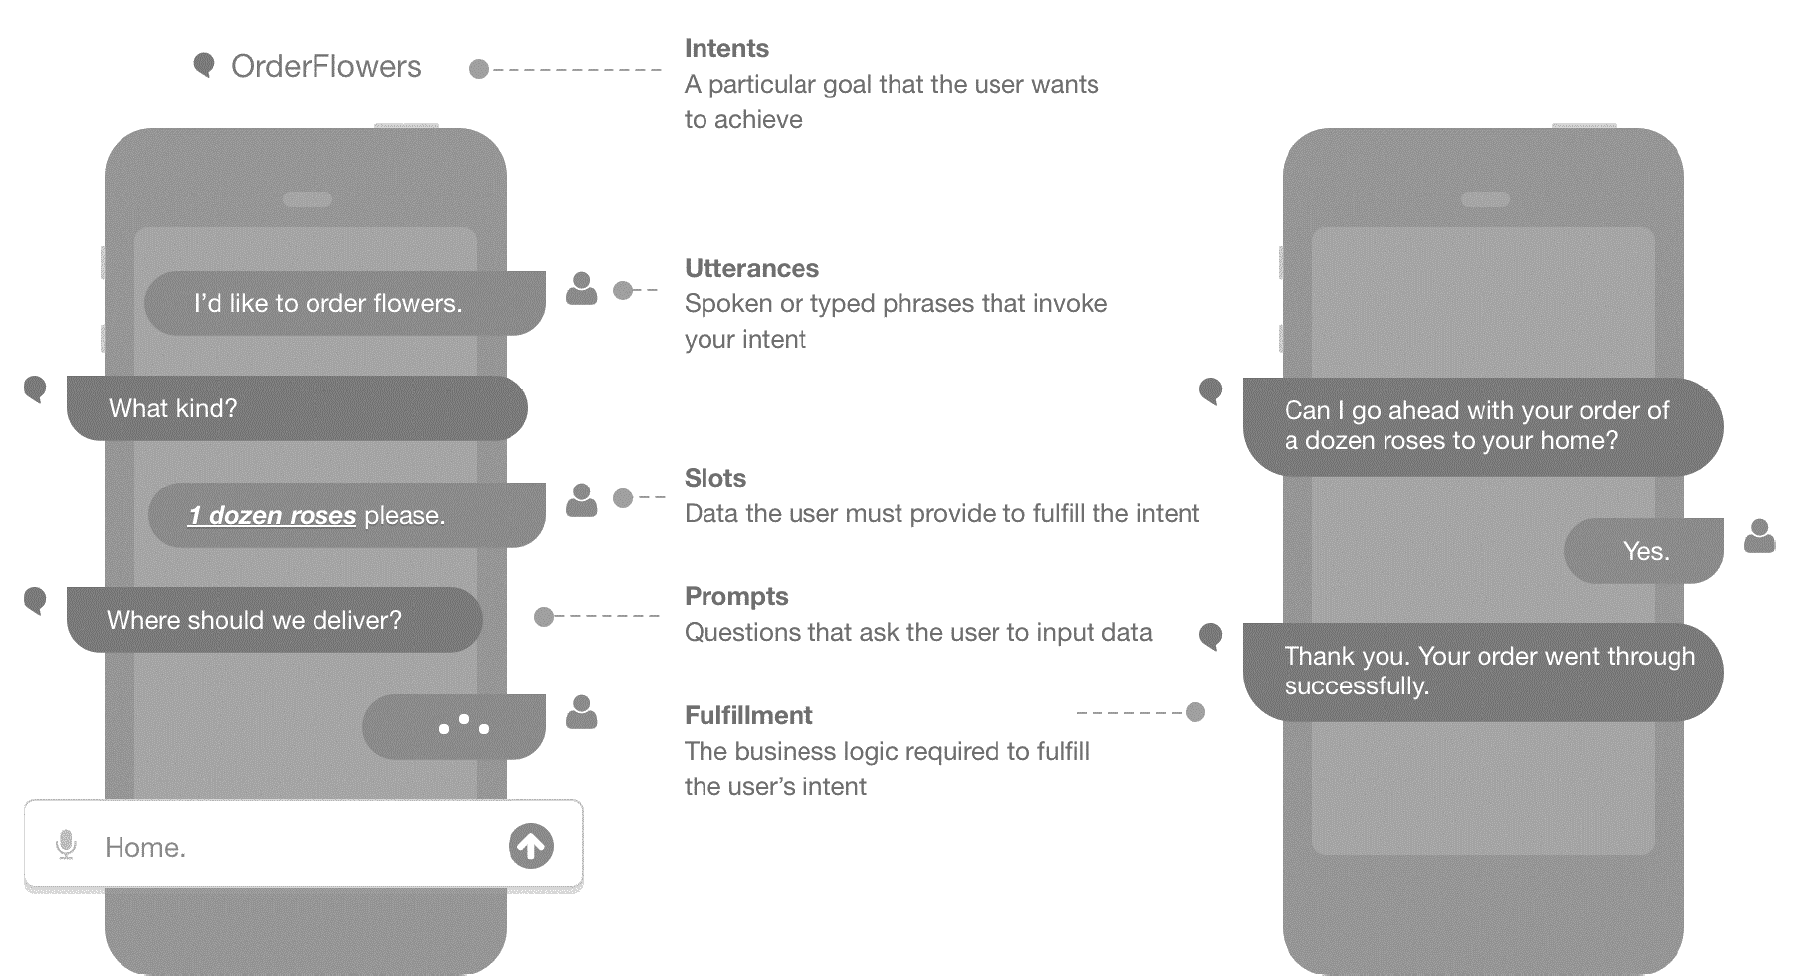 OrderFlowers
Intents
A particular goal that the user wants
to achieve
I'd like to order flowers.
Utterances
Spoken or typed phrases that invoke
your intent
What kind?
1 dozen roses please.
Slots
Data the user must provide to fulfill the intent
Where should we deliver?
Prompts
Questions that ask the user to input data
Fulfillment
The business logic required to fulfill
the user's intent
Home.
Can I go ahead with your order of
a dozen roses to your home?
Yes.
Thank you. Your order went through
successfully.